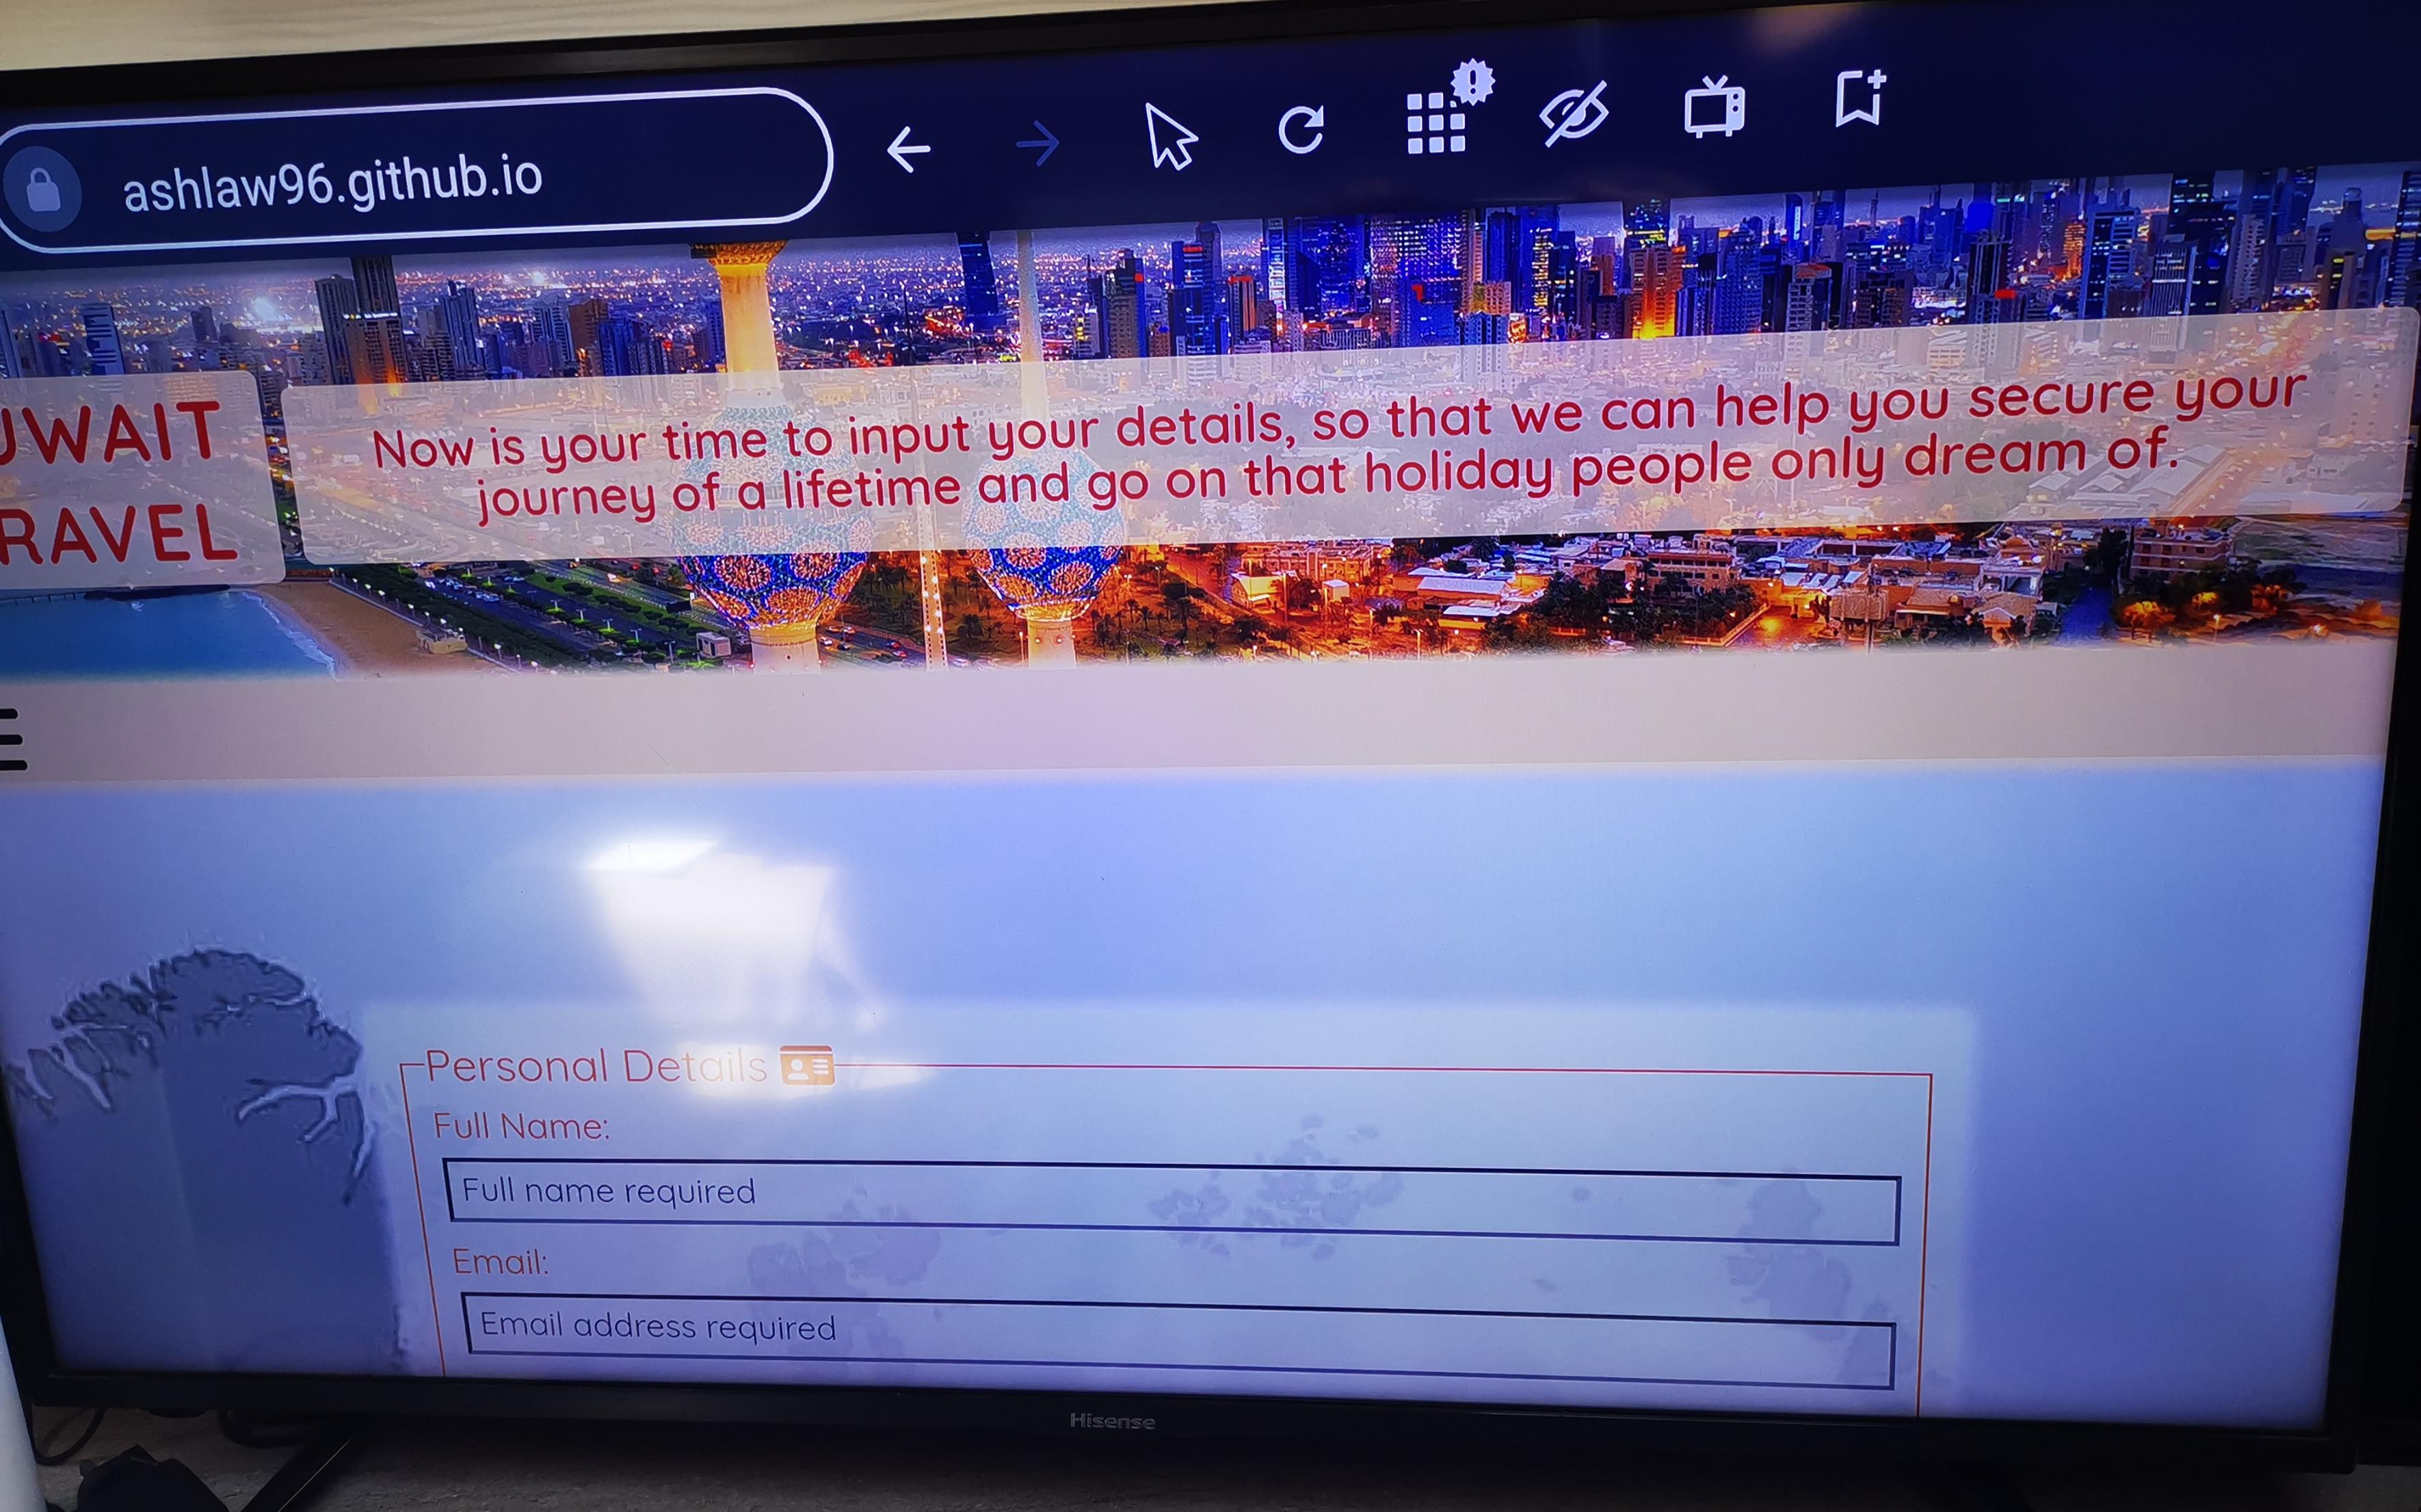 ashlaw96.github.io
UWAIT
RAVEL
Now is your time to input your details, so that we can help you secure your
journey of a lifetime and go on that holiday people only dream of.
Personal Details
Full Name:
Full name required
Email:
Email address required
Hisense